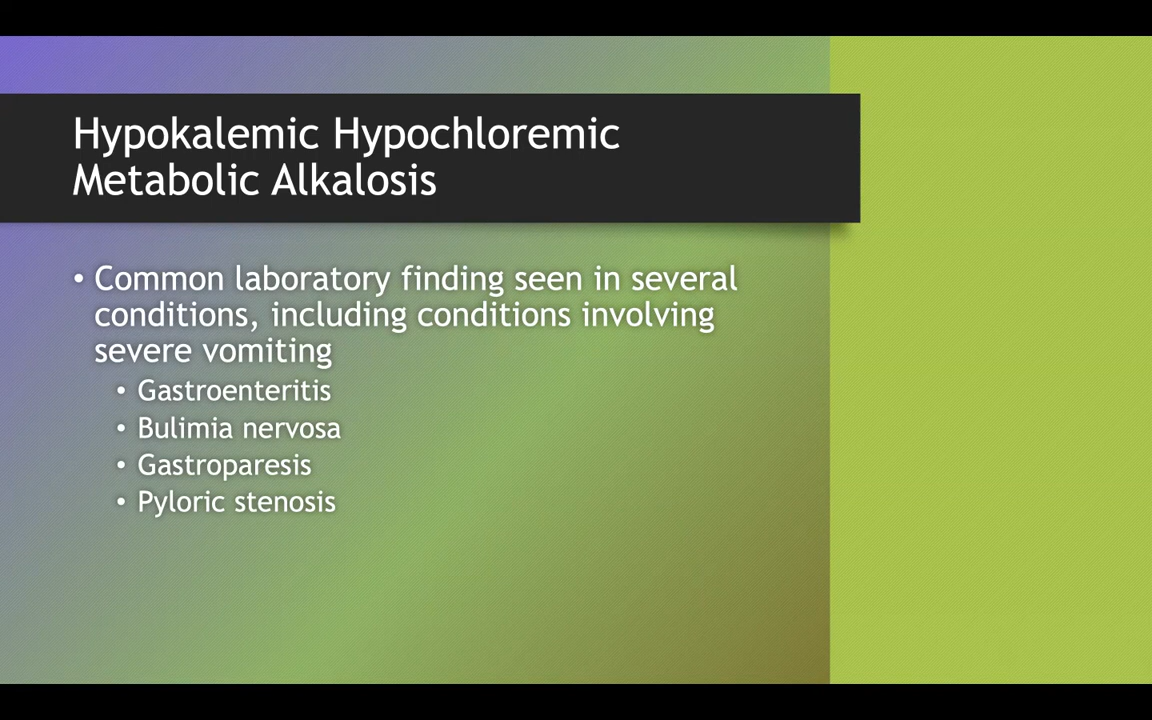 Hypokalemic Hypochloremic
Metabolic Alkalosis
• Common laboratory finding seen in several
conditions, including conditions involving
severe vomiting
• Gastroenteritis
• Bulimia nervosa
• Gastroparesis
• Pyloric stenosis